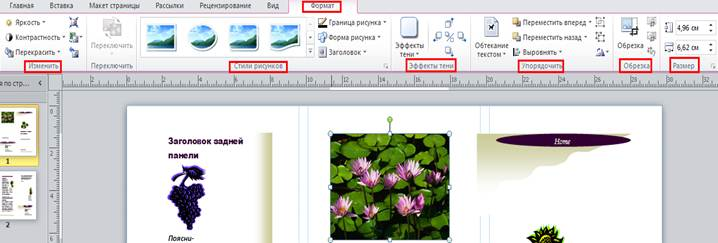 Главная Вставка Макет страницы Рассылки Рецензирование Вид Формат
Яркость
Контрастность
Перекрасить
Изменить
Переключить
Переключить
Стили рисунков
Граница рисунка
Форма рисунка
Заголовок
Эффекты тени
Эффекты тени
Обтекание текстом
Переместить вперед
Переместить назад
Выровнять
Упорядочить
Обрезка
Обрезка
4,96 см
6,62 см
Размер
я по стр...
1
2
Заголовок задней
панели
Поясни-
Home